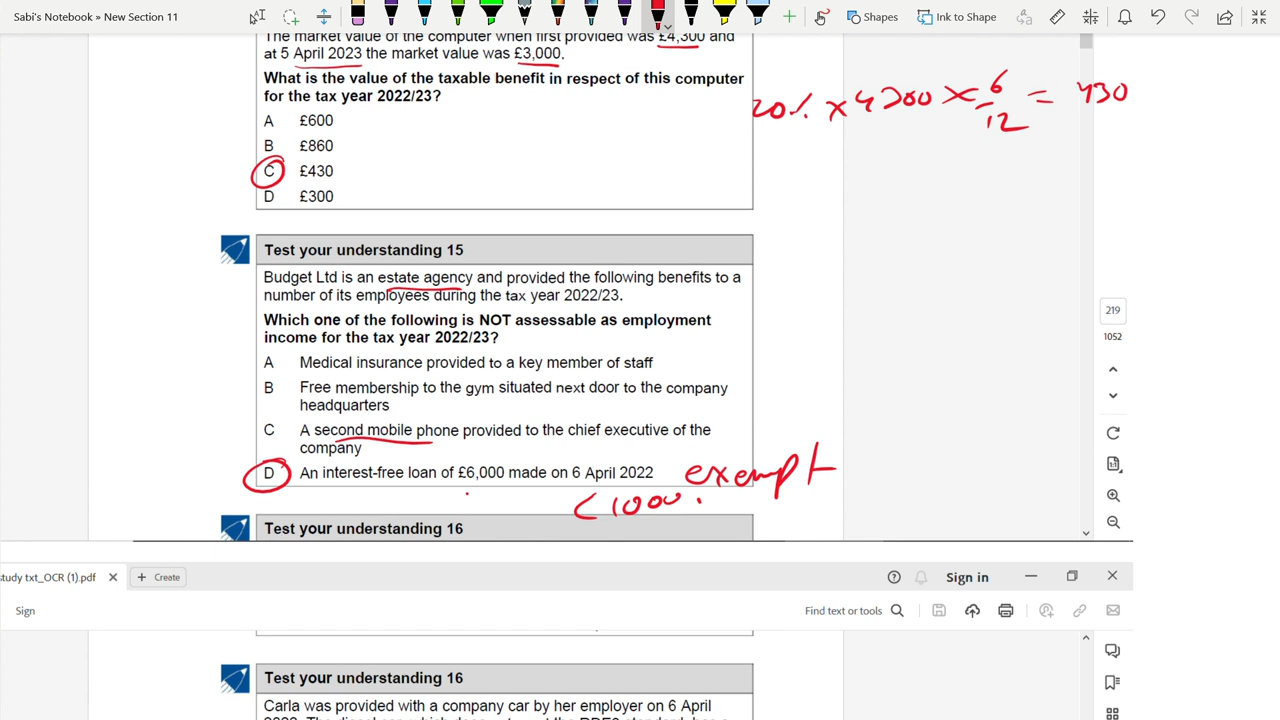 Sabi's Notebook » New Section 11
Shapes
Ink to Shape
The market value of the computer when first provided was £4,300 and
at 5 April 2023 the market value was £3,000.
What is the value of the taxable benefit in respect of this computer
for the tax year 2022/23?
20% × 4300 × 6/12 = 430
A £600
B £860
C £430
D £300
Test your understanding 15
Budget Ltd is an estate agency and provided the following benefits to a
number of its employees during the tax year 2022/23.
Which one of the following is NOT assessable as employment
income for the tax year 2022/23?
A Medical insurance provided to a key member of staff
B Free membership to the gym situated next door to the company
headquarters
C A second mobile phone provided to the chief executive of the
company
D An interest-free loan of £6,000 made on 6 April 2022 exempt
< 1000.
Test your understanding 16
219
1052
study txt_OCR (1).pdf
Create
Sign in
Sign
Find text or tools
Test your understanding 16
Carla was provided with a company car by her employer on 6 April